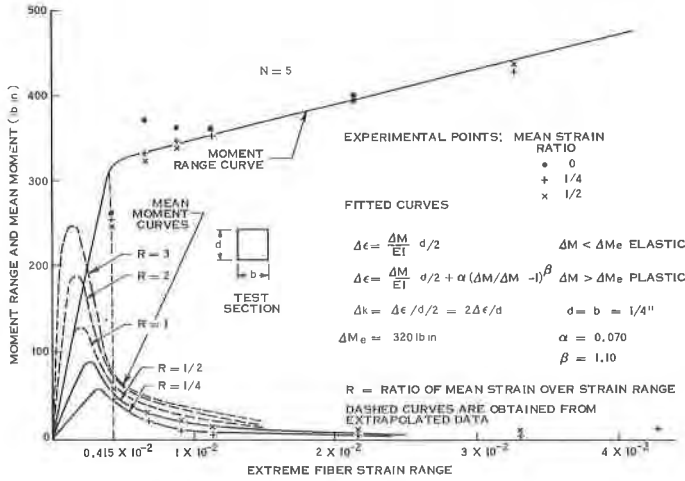 500
400
300
200
100
0
MOMENT RANGE AND MEAN MOMENT (lb in)
N = 5
MOMENT
RANGE CURVE
MEAN
MOMENT
CURVES
R = 3
R = 2
R = 1
R = 1/2
R = 1/4
d
b
TEST
SECTION
EXPERIMENTAL POINTS: MEAN STRAIN
RATIO
• 0
+ 1/4
× 1/2
FITTED CURVES
Δϵ = ΔM/EI d/2 ΔM < ΔMe ELASTIC
Δϵ = ΔM/EI d/2 + α (ΔM/ΔM -1)^β ΔM > ΔMe PLASTIC
Δk = Δϵ/d/2 = 2Δϵ/d d = b = 1/4"
ΔMe = 320 lb in α = 0.070
β = 1.10
R = RATIO OF MEAN STRAIN OVER STRAIN RANGE
DASHED CURVES ARE OBTAINED FROM
EXTRAPOLATED DATA
0.415 X 10⁻² 1 X 10⁻² 2 X 10⁻² 3 X 10⁻² 4 X 10⁻²
EXTREME FIBER STRAIN RANGE